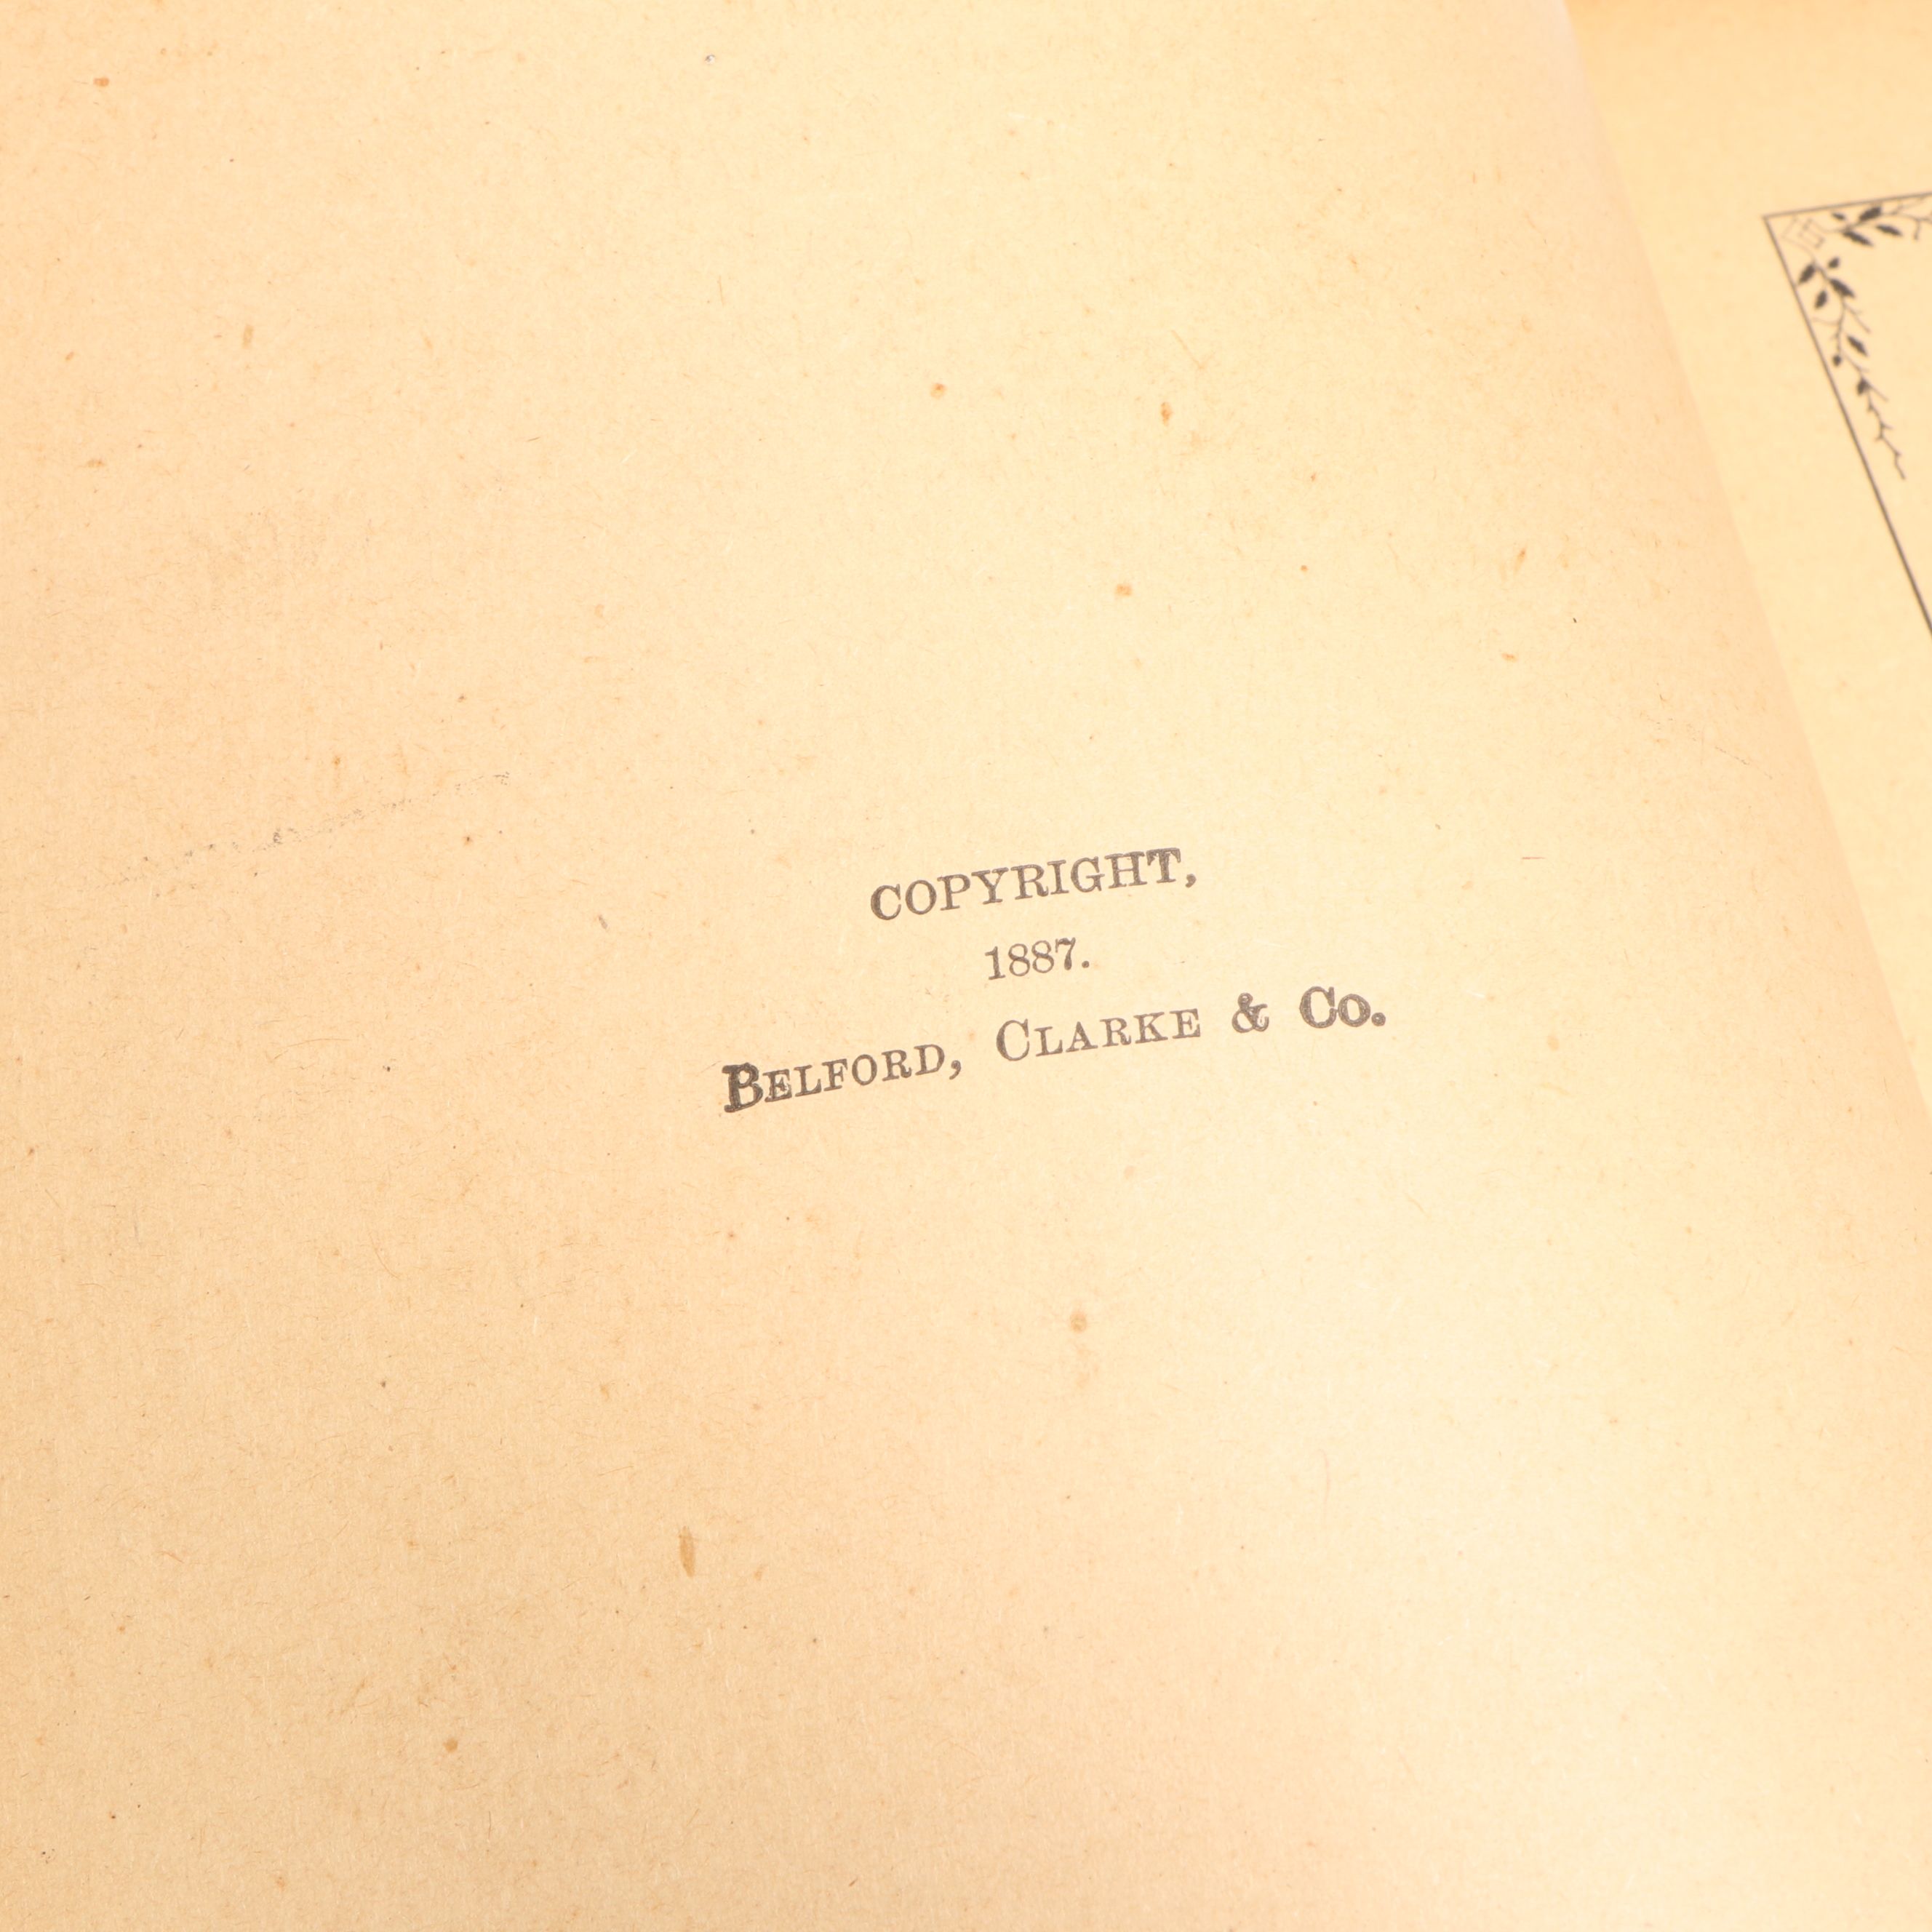 COPYRIGHT,
1887.
BELFORD, CLARKE & CO.